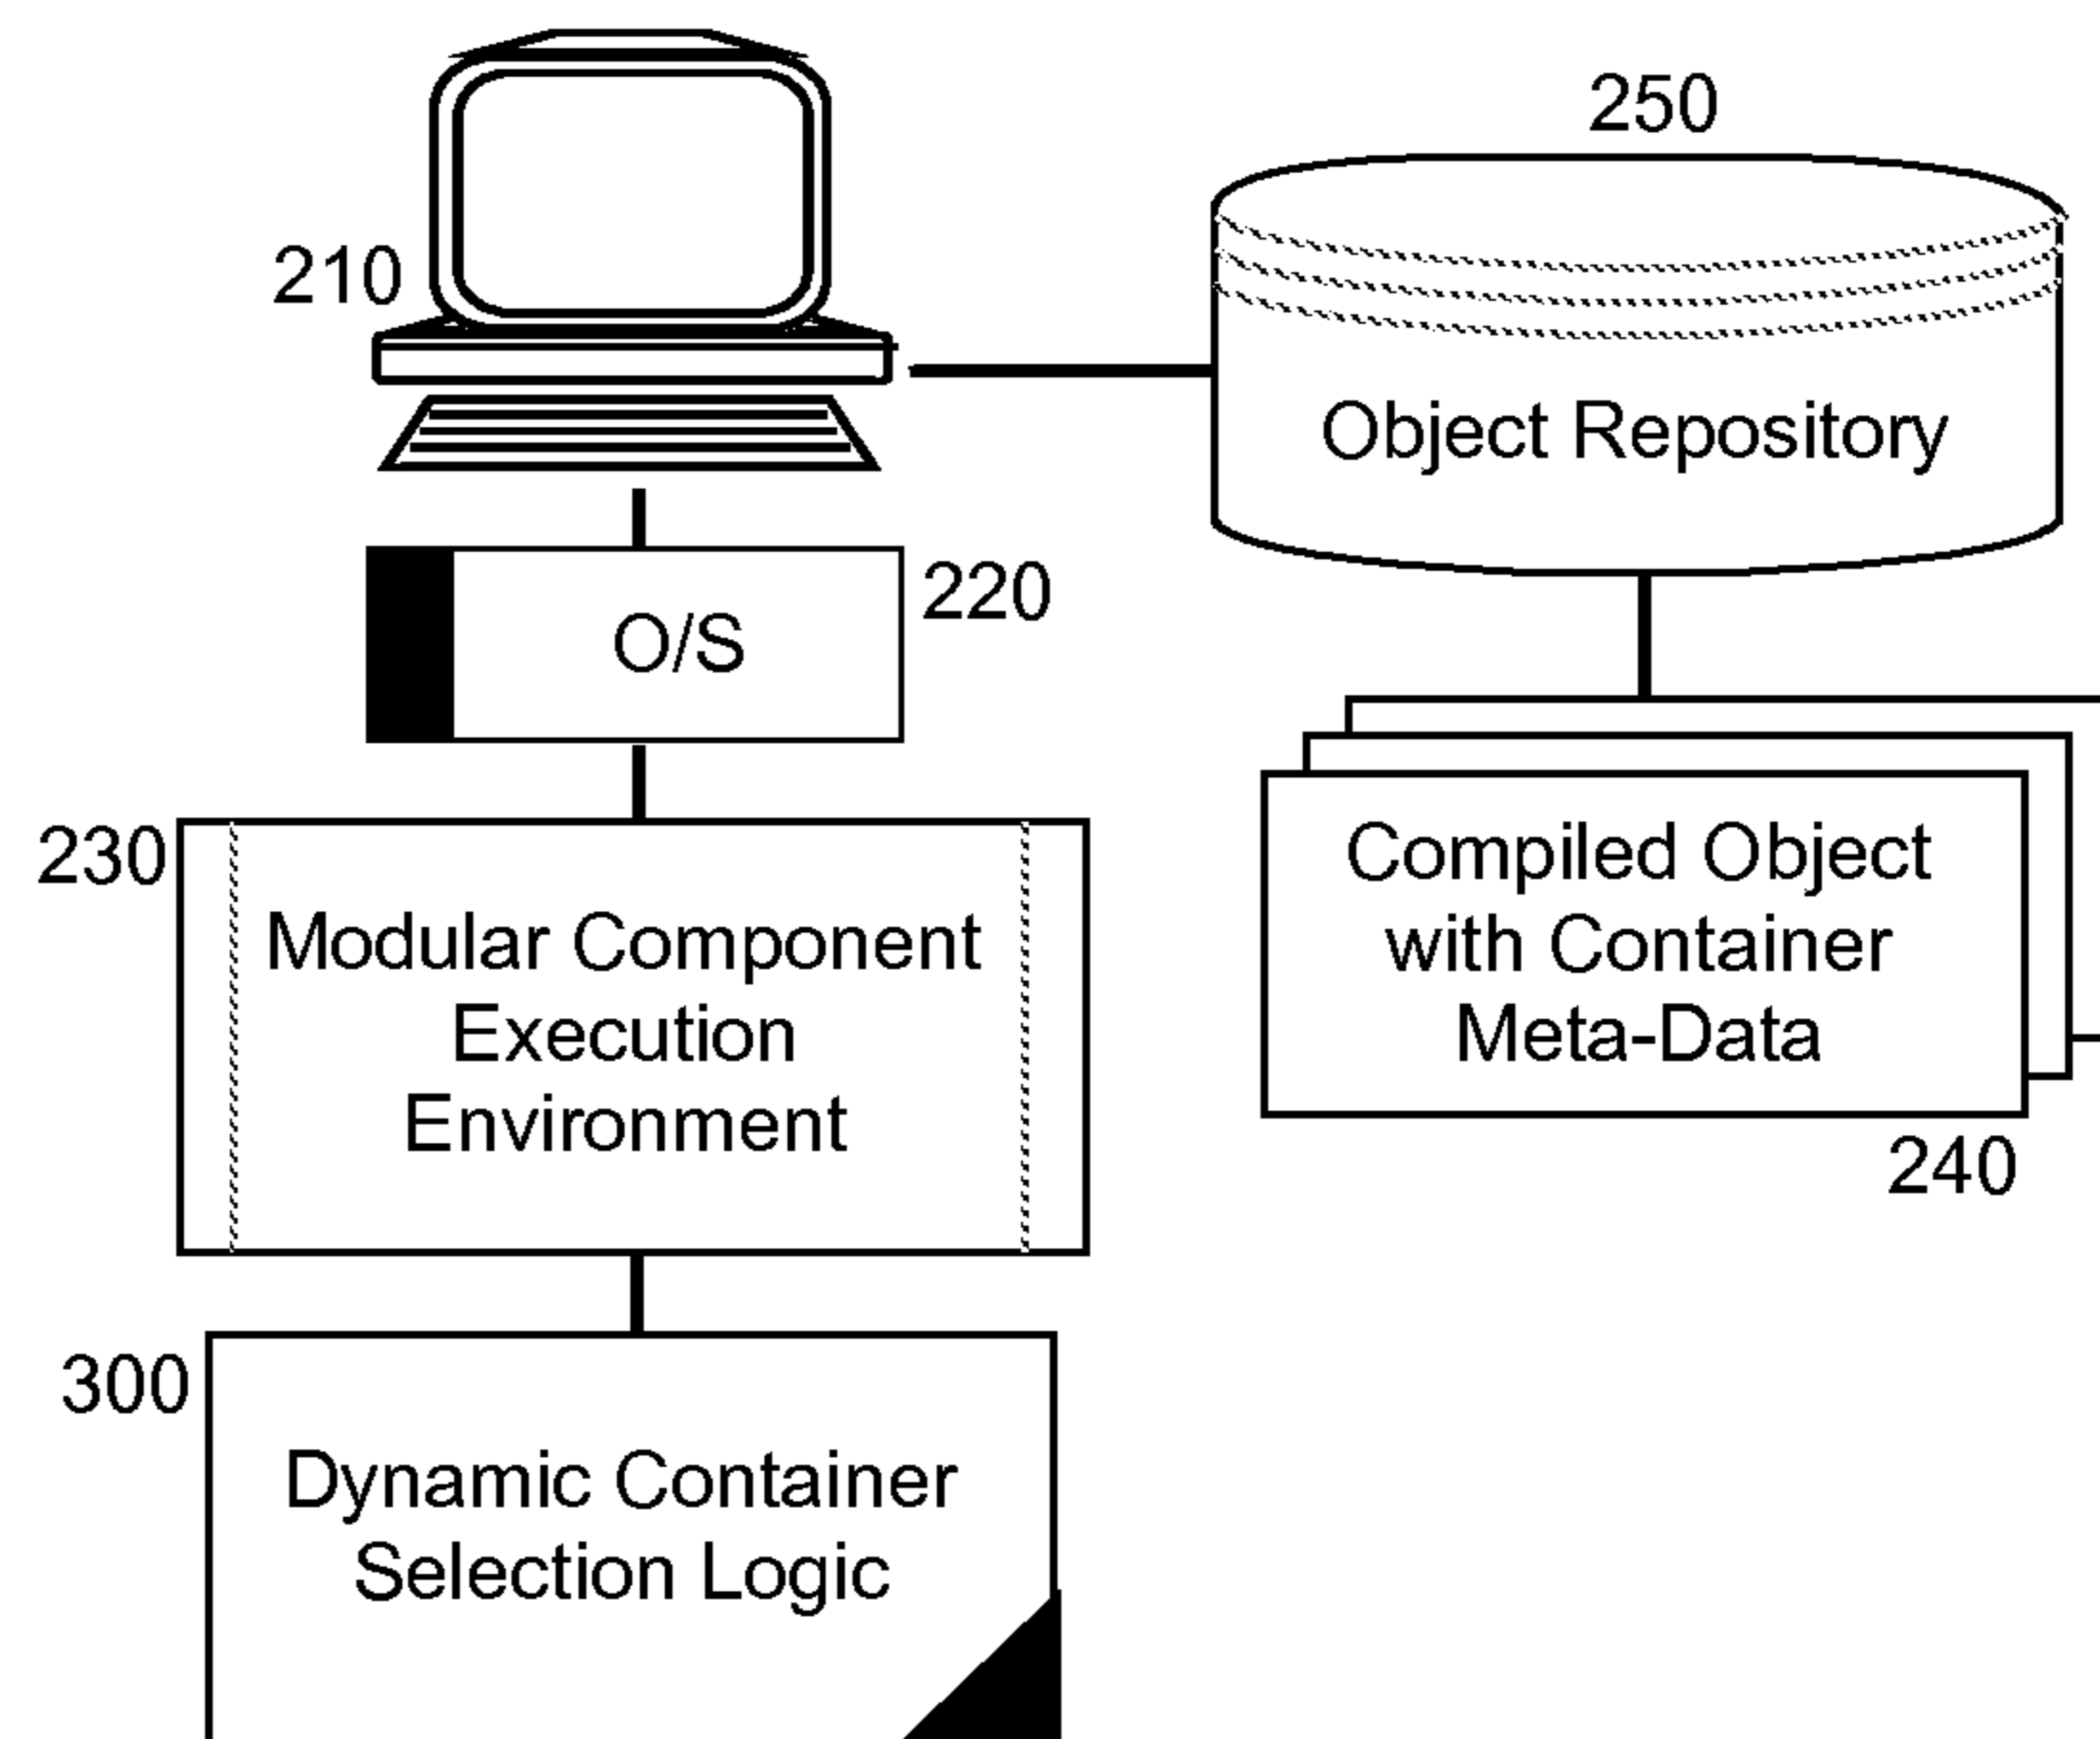 250
210
Object Repository
220
O/S
230
Modular Component
Execution
Environment
Compiled Object
with Container
Meta-Data
240
300
Dynamic Container
Selection Logic